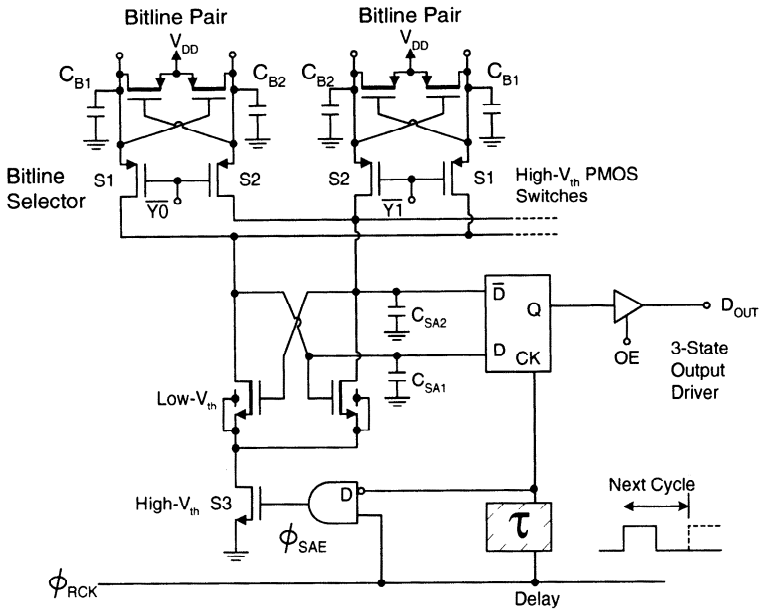 Bitline Pair
Bitline Pair
V_DD
V_DD
C_B1
C_B2
C_B2
C_B1
Bitline
Selector
S1
S2
S2
S1
Y̅0̅
Y̅1̅
High-V_th PMOS
Switches
D̅
Q
D
CK
C_SA2
C_SA1
D_OUT
OE
3-State
Output
Driver
Low-V_th
High-V_th S3
D
ϕ_SAE
τ
Next Cycle
ϕ_RCK
Delay